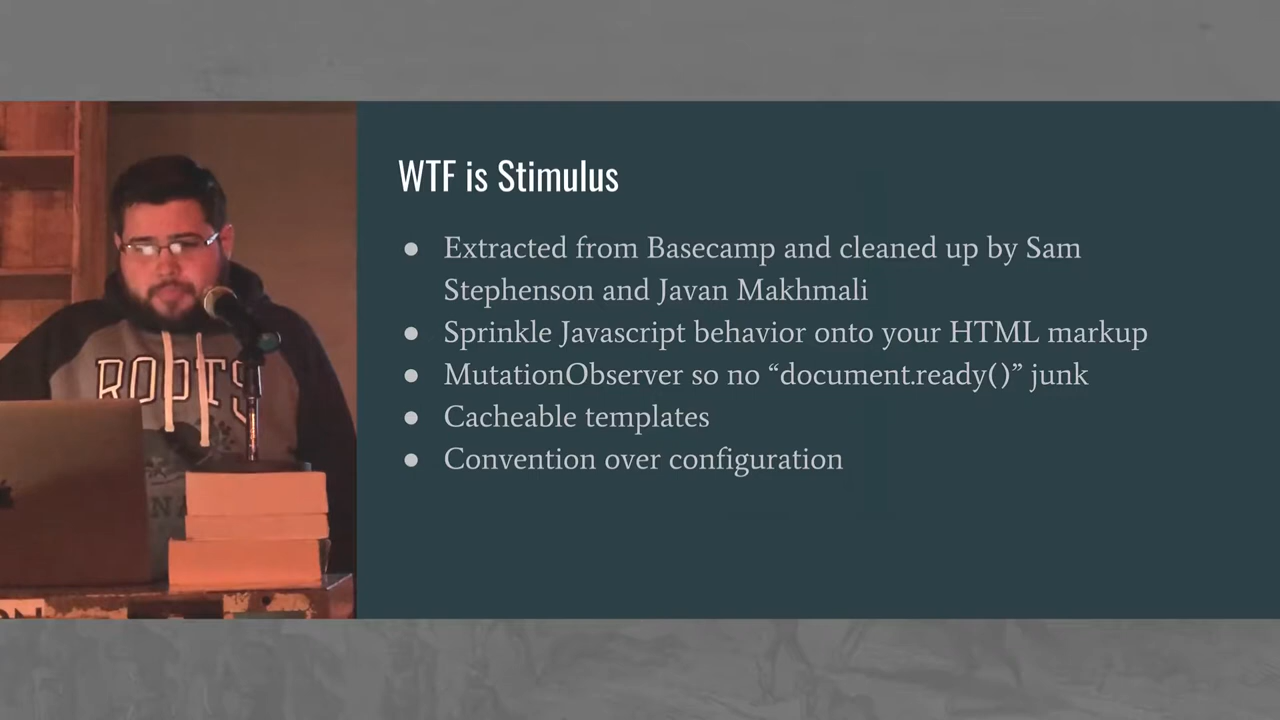 WTF is Stimulus
● Extracted from Basecamp and cleaned up by Sam
Stephenson and Javan Makhmali
● Sprinkle Javascript behavior onto your HTML markup
● MutationObserver so no “document.ready()” junk
● Cacheable templates
● Convention over configuration
ROOTS